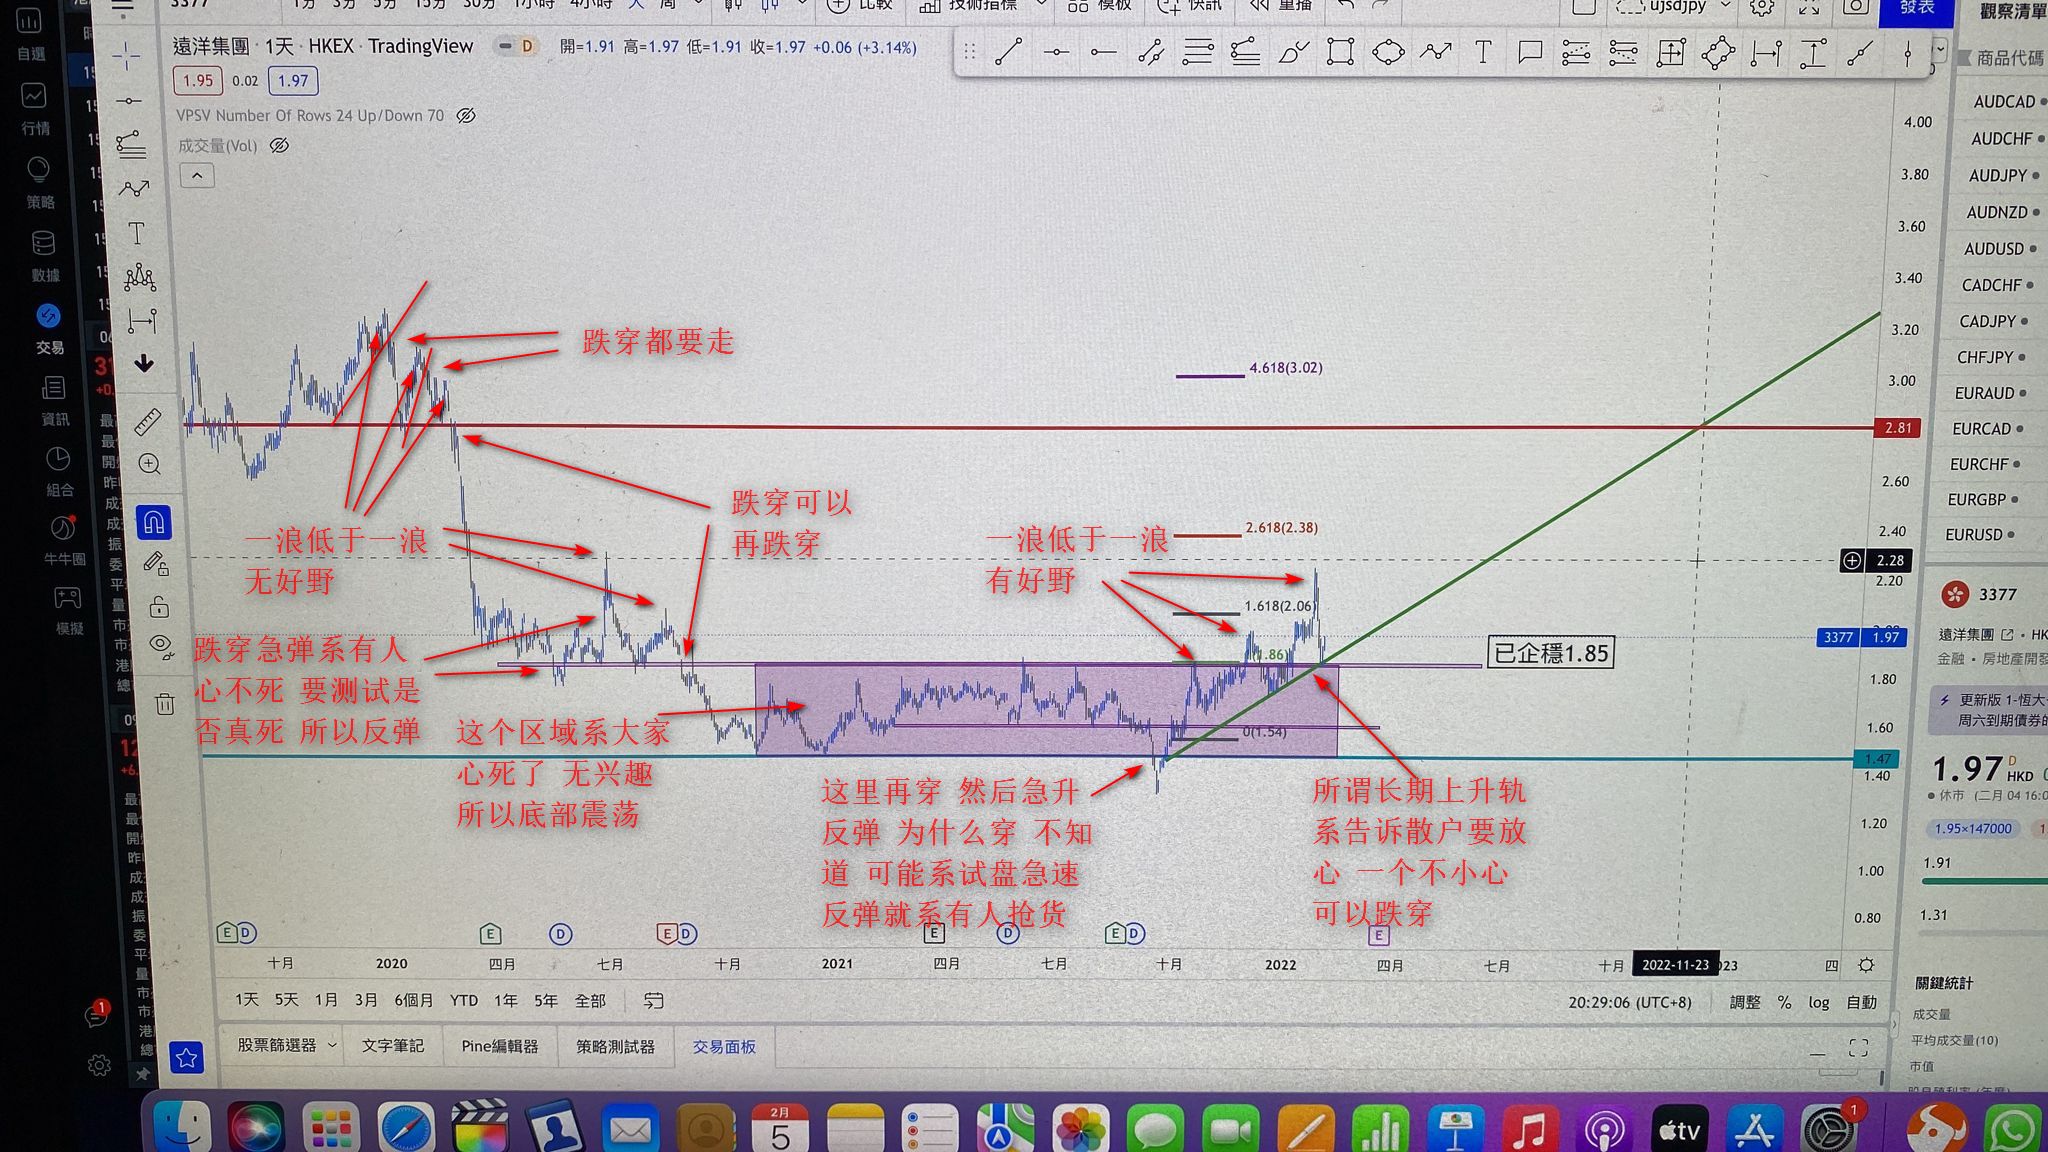 3377
1分 3分 5分 15分 30分 1小時 4小時 天 周
比較
技術指標
模板
快訊
重播
ujsdjpy
發表
觀察清單
遠洋集團 · 1天 · HKEX · TradingView
D
開=1.91 高=1.97 低=1.91 收=1.97 +0.06 (+3.14%)
1.95 0.02 1.97
VPSV Number Of Rows 24 Up/Down 70
成交量(Vol)
自選
行情
策略
數據
交易
資訊
組合
牛牛圈
模擬
商品代碼
AUDCAD
AUDCHF
AUDJPY
AUDNZD
AUDUSD
CADCHF
CADJPY
CHFJPY
EURAUD
EURCAD
EURCHF
EURGBP
EURUSD
4.00
3.80
3.60
3.40
3.20
3.00
2.81
2.60
2.40
2.28
2.20
3377 1.97
1.80
1.60
1.47
1.40
1.20
1.00
0.80
跌穿都要走
4.618(3.02)
跌穿可以
再跌穿
一浪低于一浪
无好野
2.618(2.38)
一浪低于一浪
有好野
1.618(2.06)
跌穿急弹系有人
心不死 要测试是
否真死 所以反弹
1(1.86)
已企穩1.85
这个区域系大家
心死了 无兴趣
所以底部震荡
0(1.54)
这里再穿 然后急升
反弹 为什么穿 不知
道 可能系试盘急速
反弹就系有人抢货
所谓长期上升轨
系告诉散户要放
心 一个不小心
可以跌穿
E D E D E D E D E D E
十月 2020 四月 七月 十月 2021 四月 七月 十月 2022 四月 七月 十月 2022-11-23 四
1天 5天 1月 3月 6個月 YTD 1年 5年 全部
20:29:06 (UTC+8) 調整 % log 自動
股票篩選器 文字筆記 Pine編輯器 策略測試器 交易面板
3377
遠洋集團
金融 · 房地產開發
更新版 1-恆大
周六到期債券的
1.97 D HKD
休市 (二月 04 16:0
1.95×147000
1.91
1.31
關鍵統計
成交量
平均成交量(10)
市值
2月
5
tv
1
1